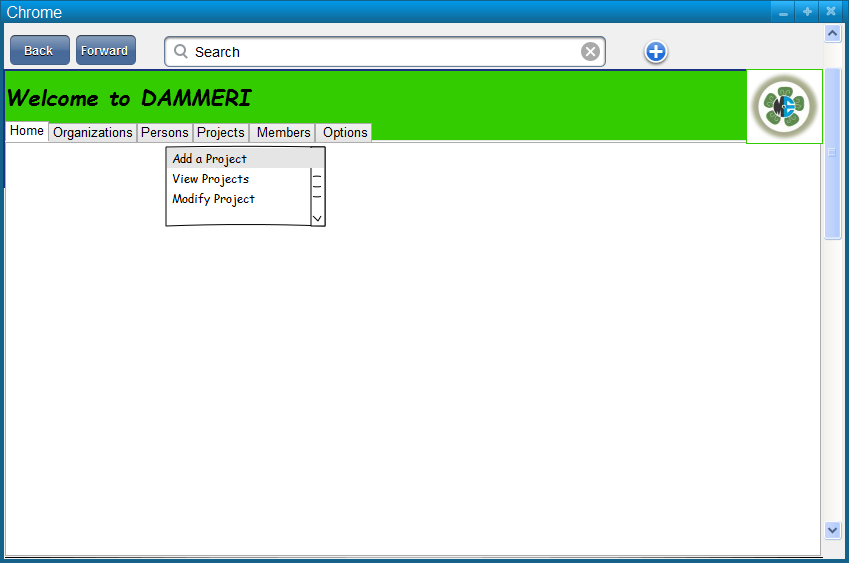 Chrome
Back Forward Search
Welcome to DAMMERI
Home Organizations Persons Projects Members Options
Add a Project
View Projects
Modify Project